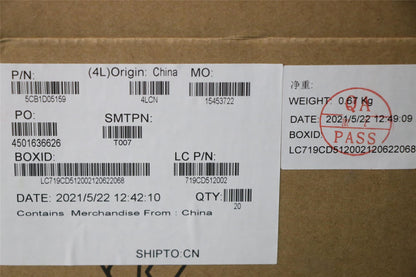 P/N:
5CB1D05159
(4L)Origin: China
4LCN
MO:
15453722
PO:
4501636626
SMTPN:
T007
BOXID:
LC719CD512002120622068
LC P/N:
719CD512002
DATE: 2021/5/22 12:42:10
QTY:
20
Contains Merchandise From : China
SHIPTO:CN
净重:
WEIGHT: 0.67 Kg
DATE: 2021/5/22 12:49:09
BOXID:
LC719CD512002120622068
QA
PASS